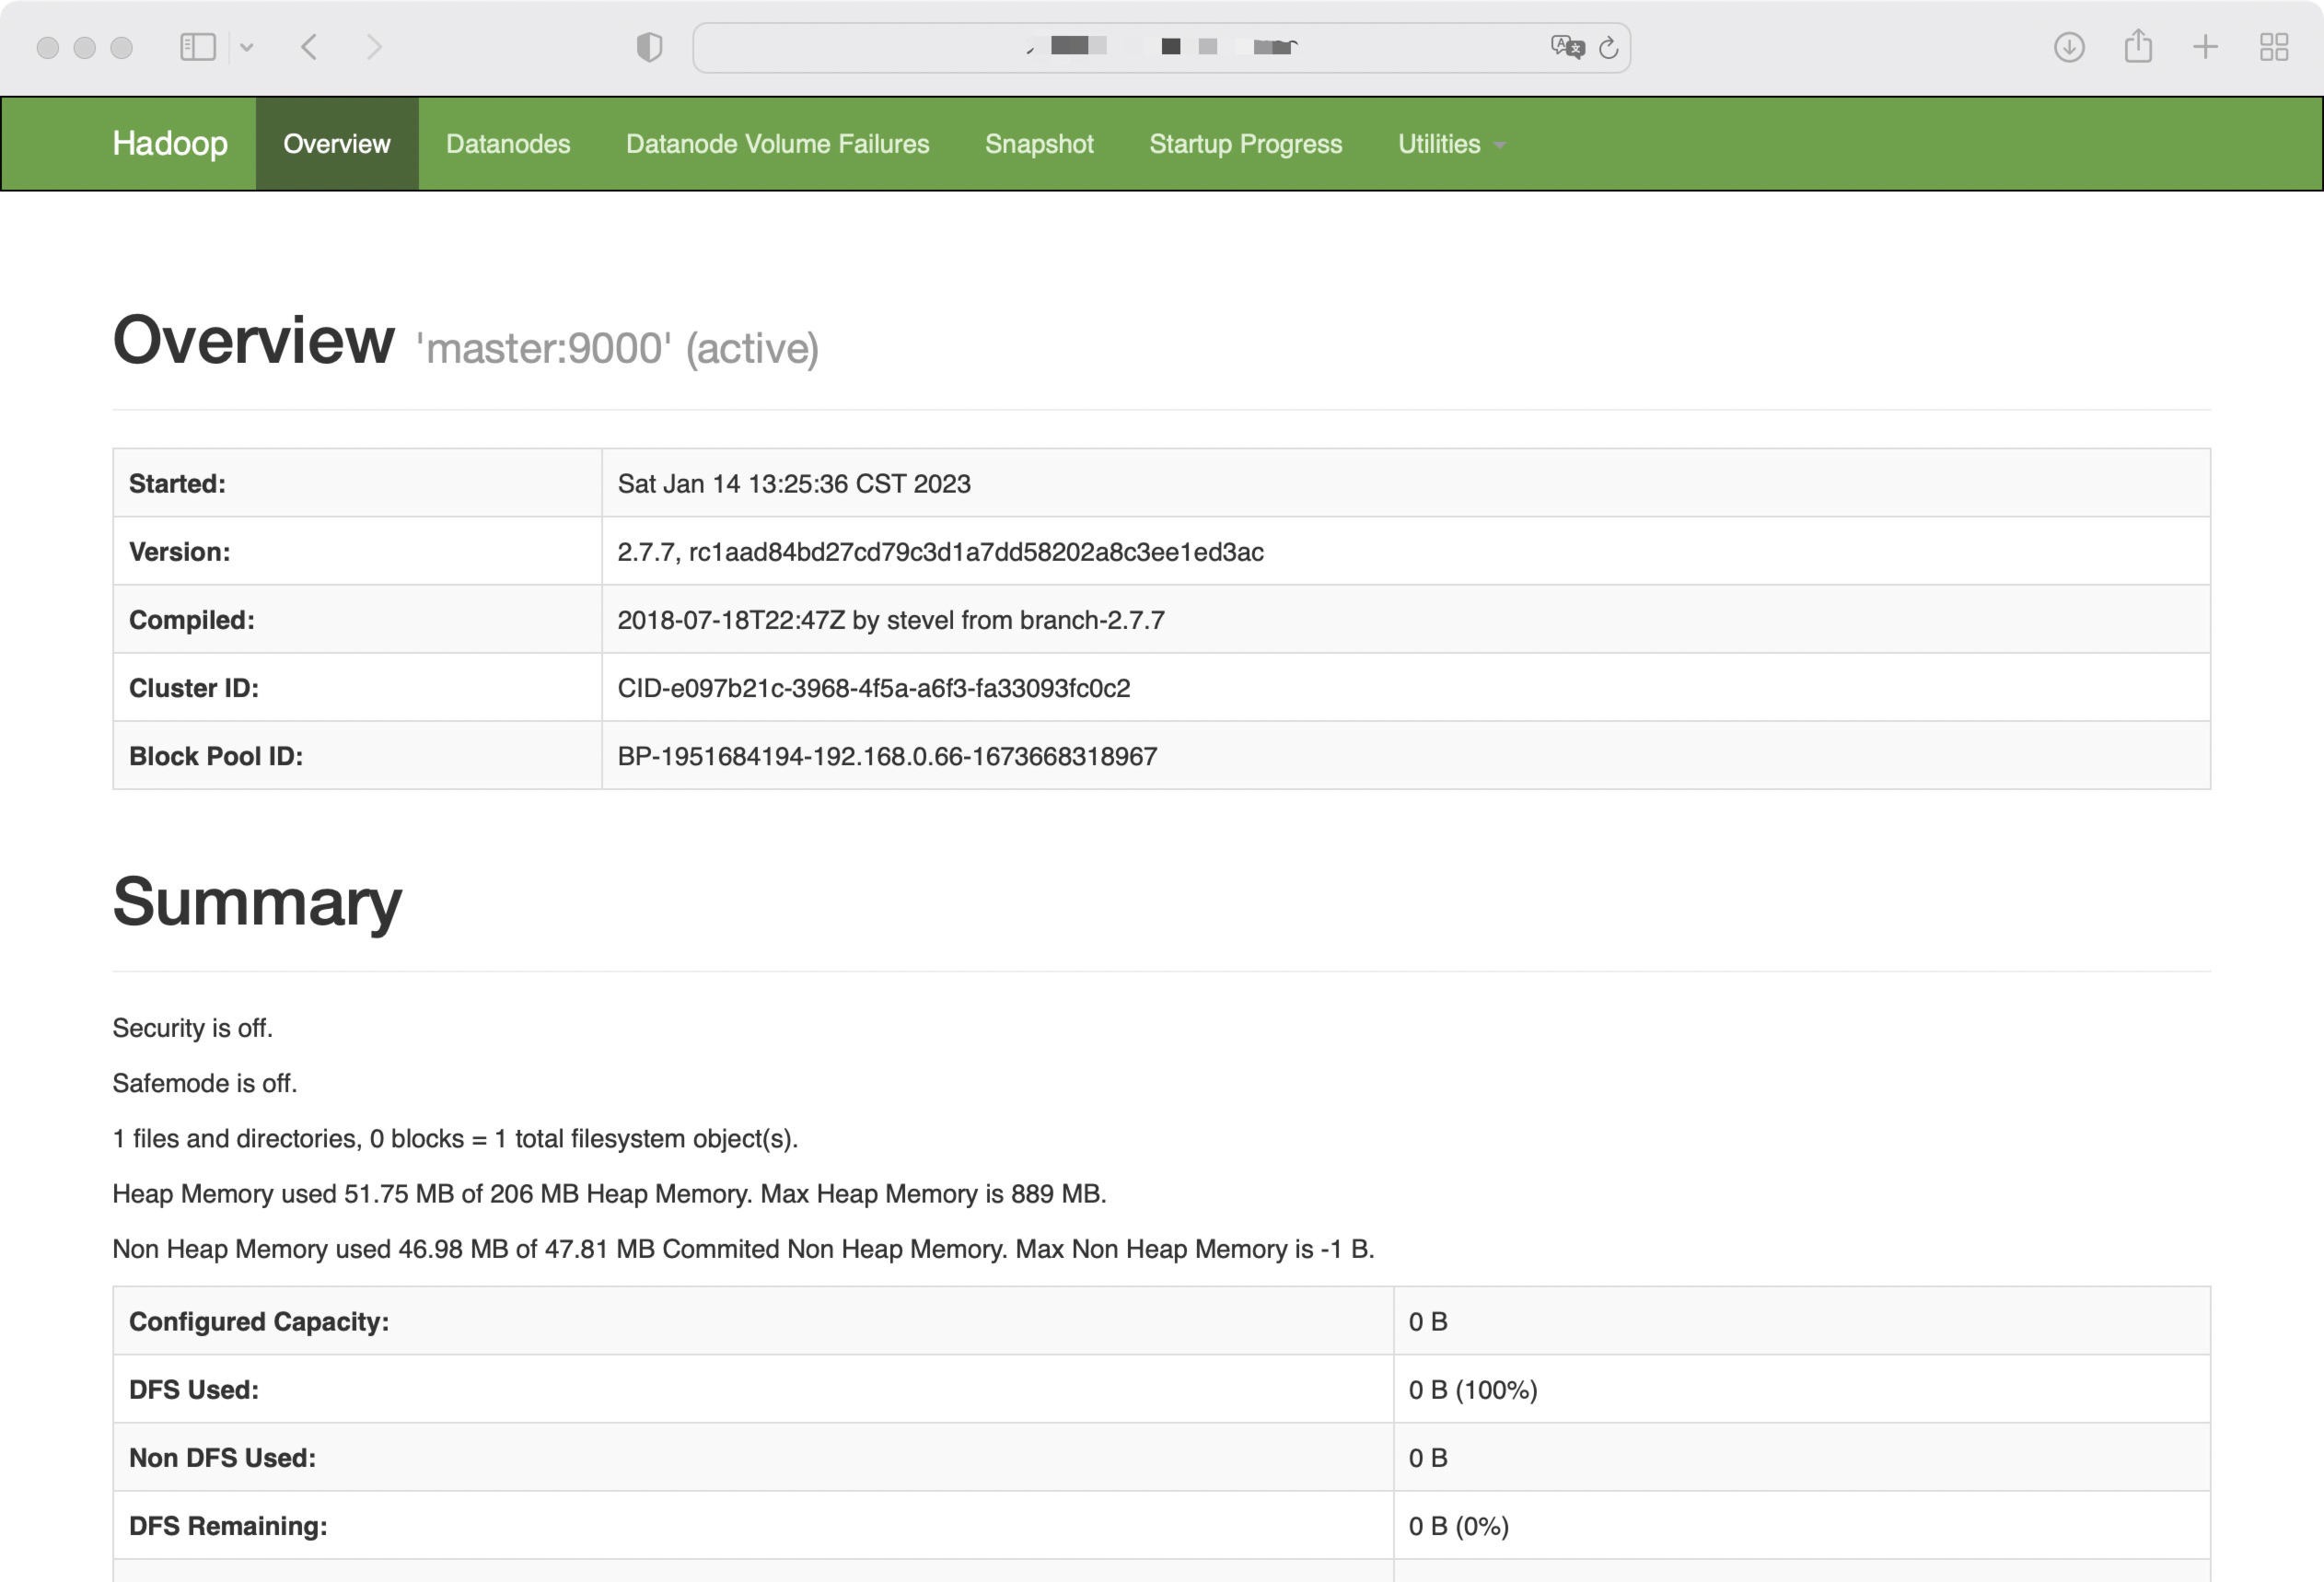 Hadoop Overview Datanodes Datanode Volume Failures Snapshot Startup Progress Utilities
Overview 'master:9000' (active)
Started: Sat Jan 14 13:25:36 CST 2023
Version: 2.7.7, rc1aad84bd27cd79c3d1a7dd58202a8c3ee1ed3ac
Compiled: 2018-07-18T22:47Z by stevel from branch-2.7.7
Cluster ID: CID-e097b21c-3968-4f5a-a6f3-fa33093fc0c2
Block Pool ID: BP-1951684194-192.168.0.66-1673668318967
Summary
Security is off.
Safemode is off.
1 files and directories, 0 blocks = 1 total filesystem object(s).
Heap Memory used 51.75 MB of 206 MB Heap Memory. Max Heap Memory is 889 MB.
Non Heap Memory used 46.98 MB of 47.81 MB Commited Non Heap Memory. Max Non Heap Memory is -1 B.
Configured Capacity: 0 B
DFS Used: 0 B (100%)
Non DFS Used: 0 B
DFS Remaining: 0 B (0%)